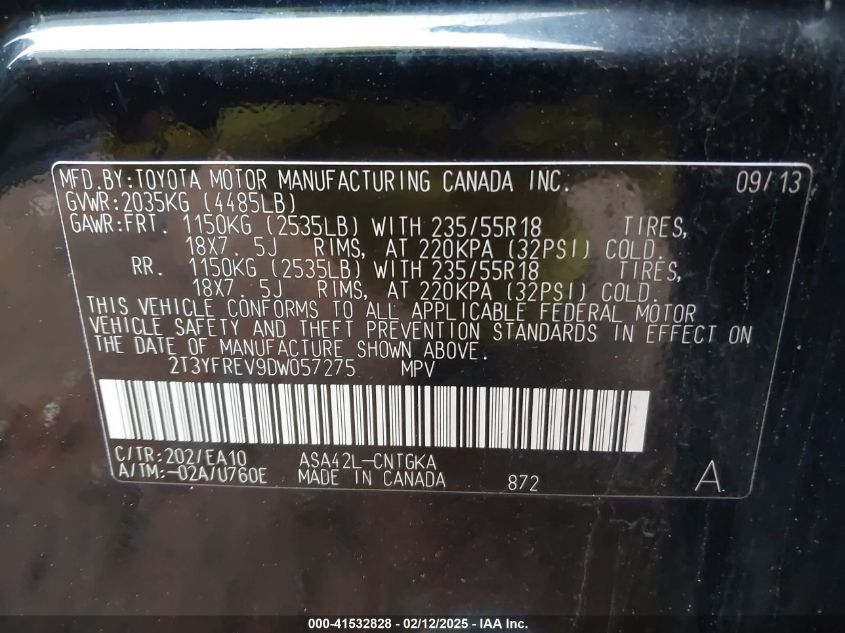 MFD.BY:TOYOTA MOTOR MANUFACTURING CANADA INC. 09/13
GVWR:2035KG (4485LB)
GAWR:FRT. 1150KG (2535LB) WITH 235/55R18 TIRES,
18X7.5J RIMS, AT 220KPA (32PSI) COLD.
RR. 1150KG (2535LB) WITH 235/55R18 TIRES,
18X7.5J RIMS, AT 220KPA (32PSI) COLD.
THIS VEHICLE CONFORMS TO ALL APPLICABLE FEDERAL MOTOR
VEHICLE SAFETY AND THEFT PREVENTION STANDARDS IN EFFECT ON
THE DATE OF MANUFACTURE SHOWN ABOVE.
2T3YFREV9DW057275 MPV
C/TR:202/EA10 ASA42L-CNTGKA
A/TM:-02A/U760E MADE IN CANADA 872 A
000-41532828 - 02/12/2025 - IAA Inc.